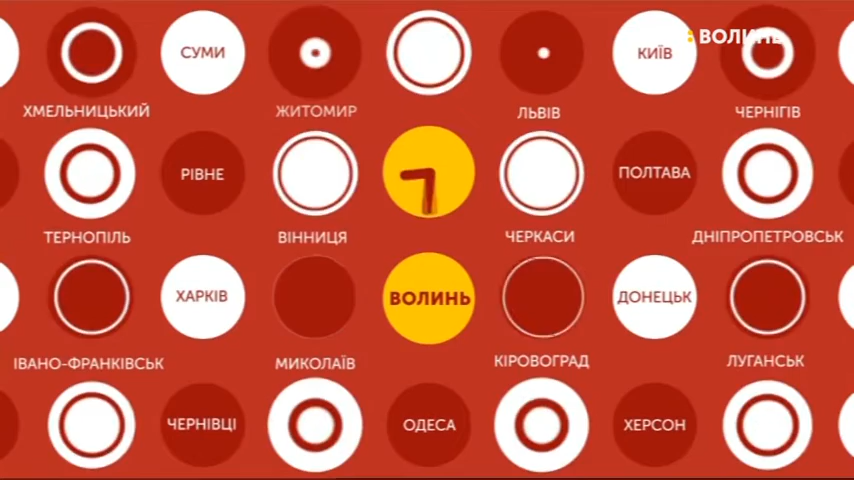 :ВОЛИНЬ
СУМИ
КИЇВ
ХМЕЛЬНИЦЬКИЙ
ЖИТОМИР
ЛЬВІВ
ЧЕРНІГІВ
РІВНЕ
ПОЛТАВА
ТЕРНОПІЛЬ
ВІННИЦЯ
ЧЕРКАСИ
ДНІПРОПЕТРОВСЬК
ХАРКІВ
ВОЛИНЬ
ДОНЕЦЬК
ІВАНО-ФРАНКІВСЬК
МИКОЛАЇВ
КІРОВОГРАД
ЛУГАНСЬК
ЧЕРНІВЦІ
ОДЕСА
ХЕРСОН